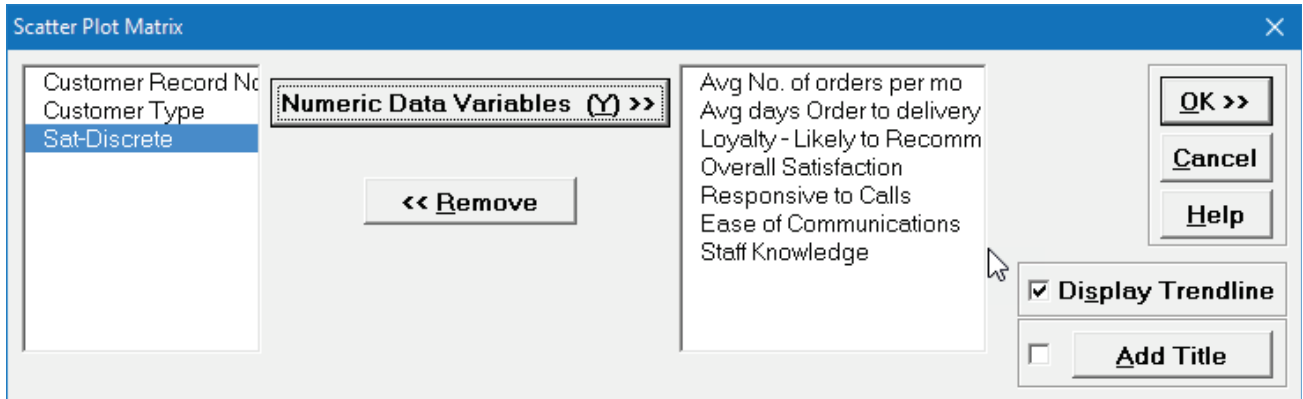 Scatter Plot Matrix
Customer Record No
Customer Type
Sat-Discrete
Numeric Data Variables (Y) >>
<< Remove
Avg No. of orders per mo
Avg days Order to delivery
Loyalty - Likely to Recomm
Overall Satisfaction
Responsive to Calls
Ease of Communications
Staff Knowledge
OK >>
Cancel
Help
Display Trendline
Add Title